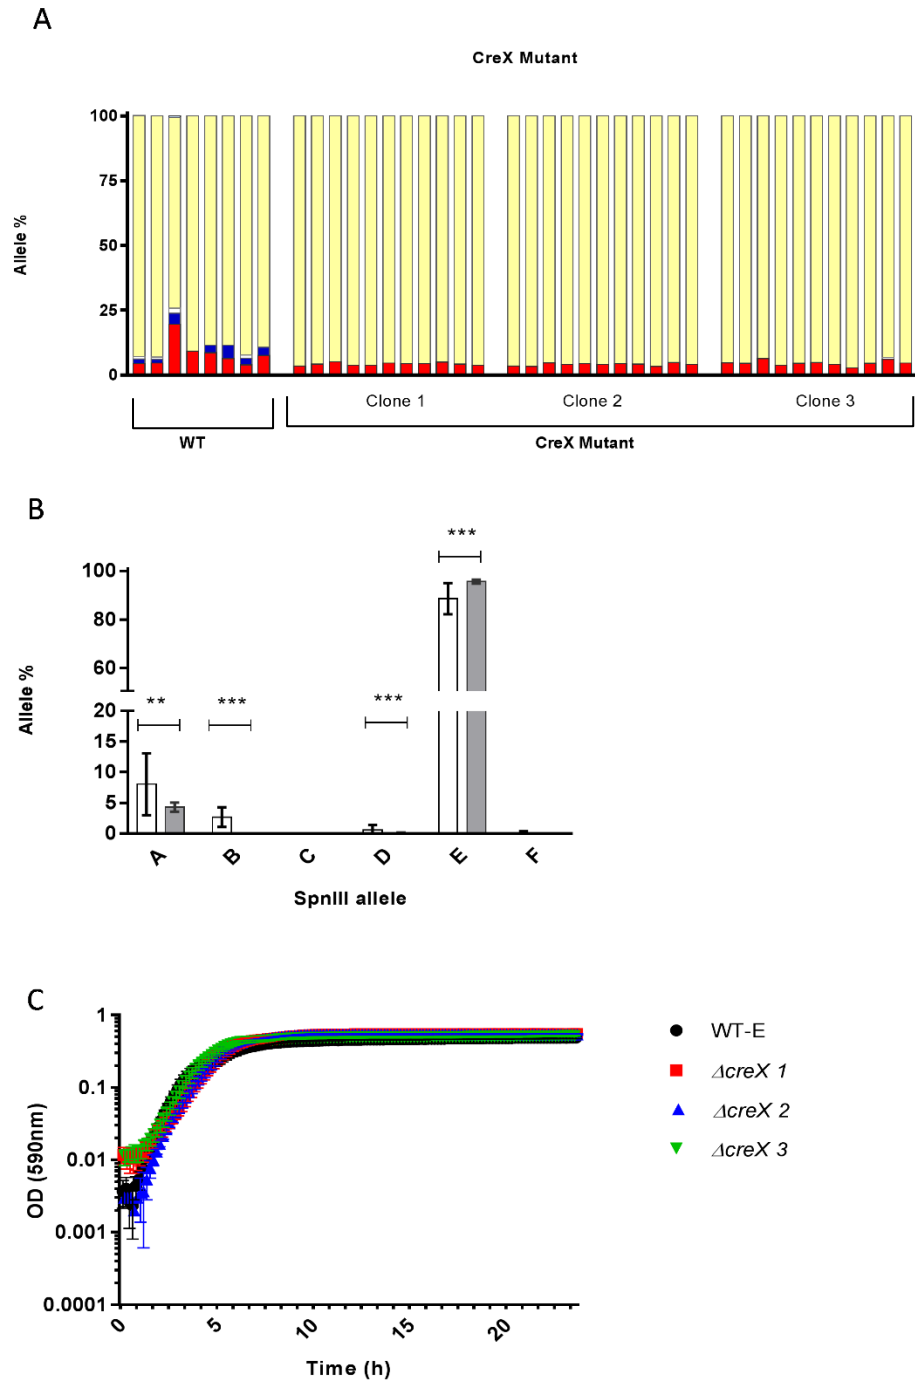 A
CreX Mutant
Allele %
100
75
50
25
0
Clone 1
Clone 2
Clone 3
WT
CreX Mutant
B
***
**
***
***
Allele %
100
80
60
20
15
10
5
0
A
B
C
D
E
F
SpnIII allele
C
1
0.1
0.01
0.001
0.0001
OD (590nm)
0
5
10
15
20
Time (h)
WT-E
ΔcreX 1
ΔcreX 2
ΔcreX 3